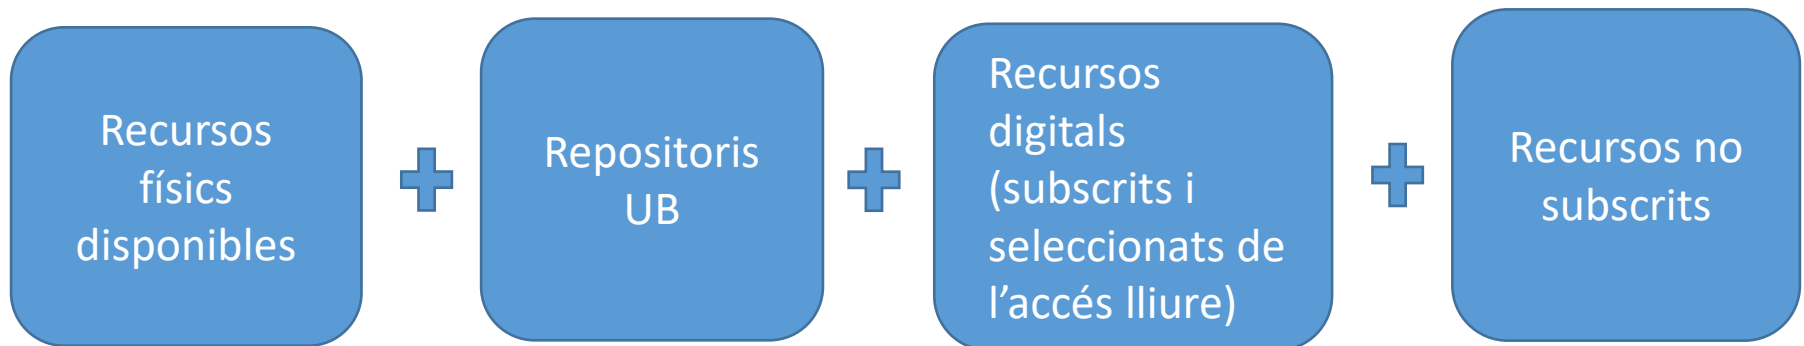 Recursos
físics
disponibles
Repositoris
UB
Recursos
digitals
(subscrits i
seleccionats de
l’accés lliure)
Recursos no
subscrits